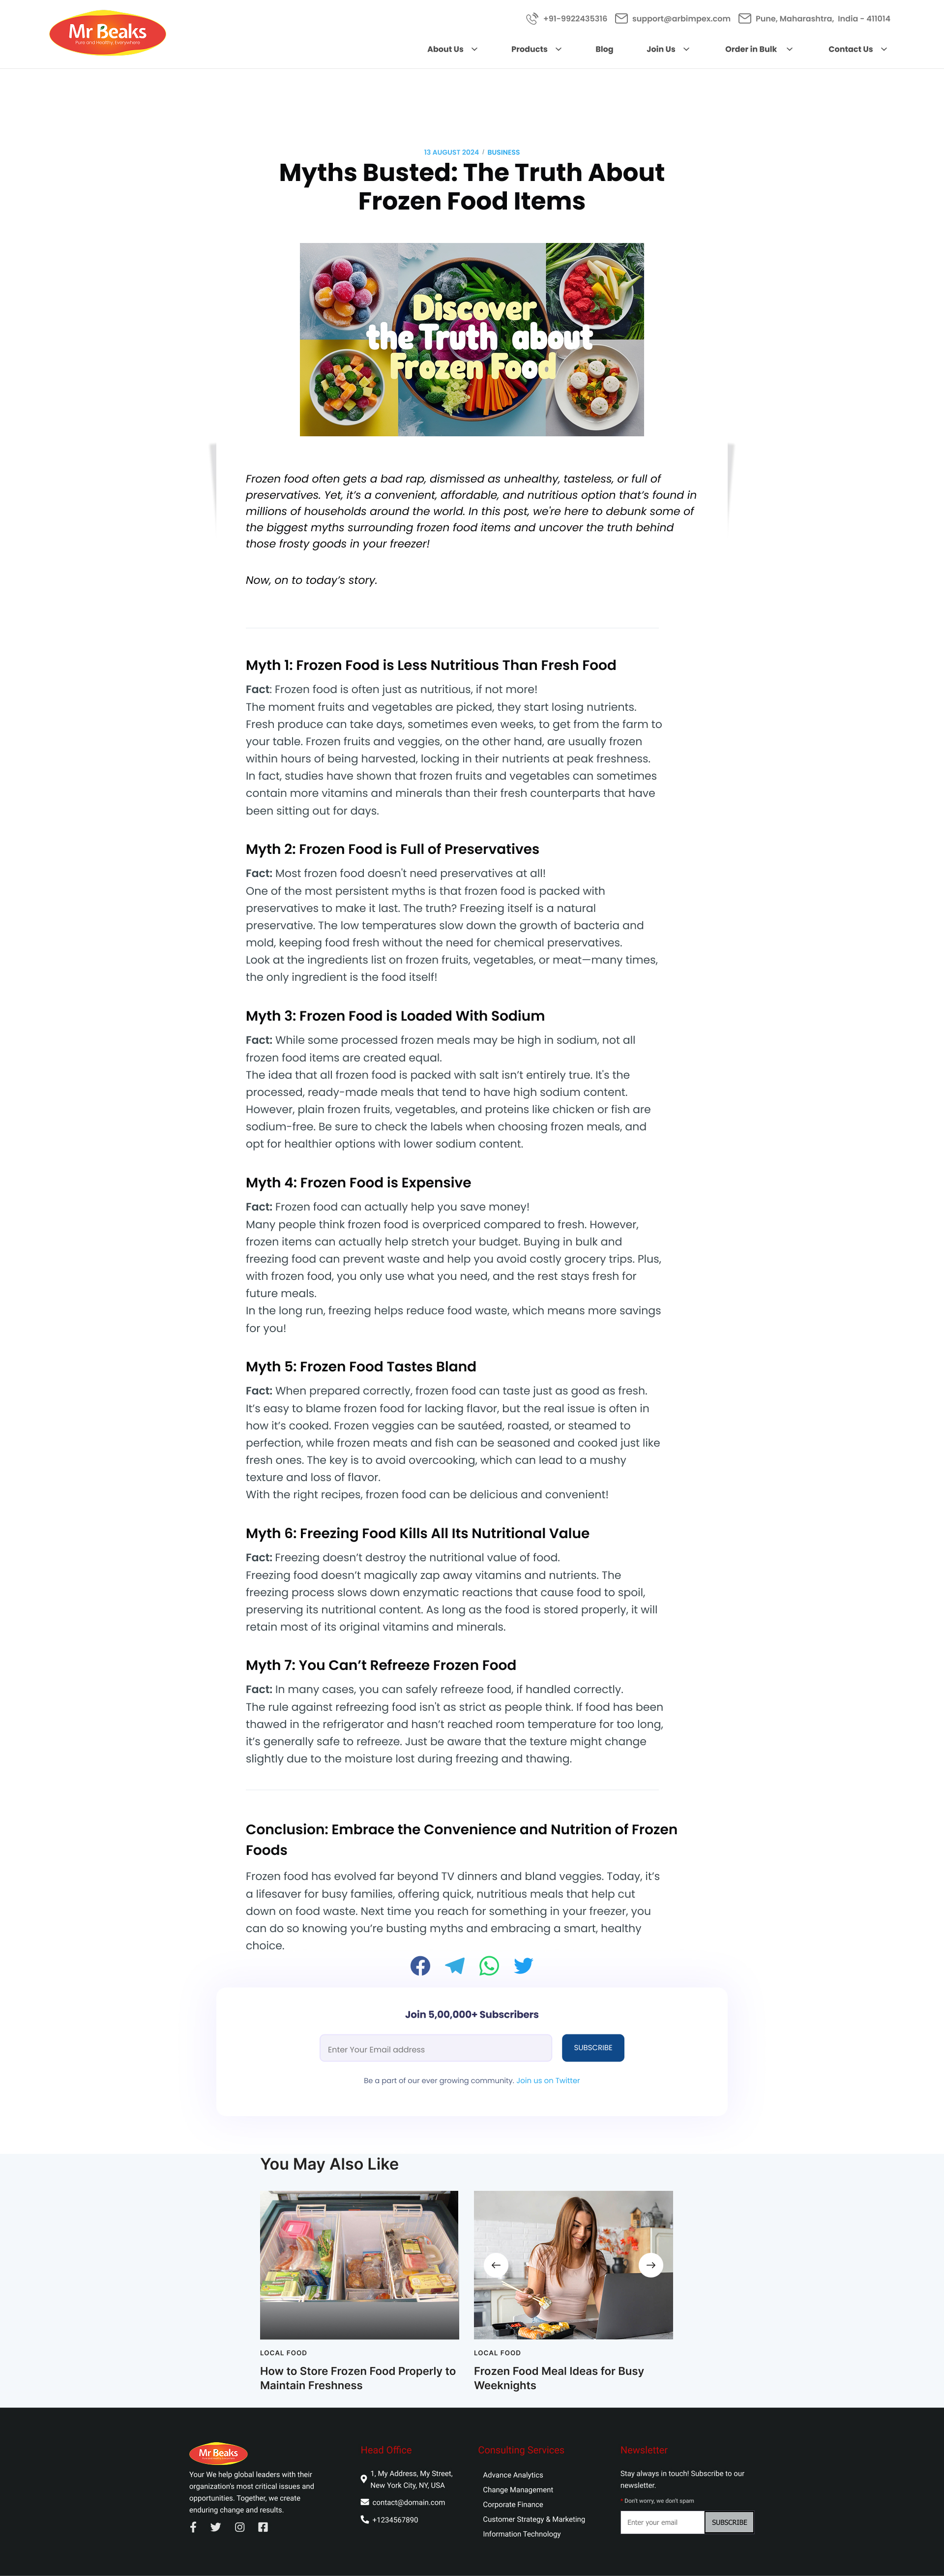 Mr Beaks
Pure and Healthy, Everywhere
+91-9922435316
support@arbimpex.com
Pune, Maharashtra, India - 411014
About Us
Products
Blog
Join Us
Order in Bulk
Contact Us
13 AUGUST 2024 / BUSINESS
Myths Busted: The Truth About
Frozen Food Items
Discover
the Truth about
Frozen Food
Frozen food often gets a bad rap, dismissed as unhealthy, tasteless, or full of
preservatives. Yet, it’s a convenient, affordable, and nutritious option that’s found in
millions of households around the world. In this post, we're here to debunk some of
the biggest myths surrounding frozen food items and uncover the truth behind
those frosty goods in your freezer!
Now, on to today’s story.
Myth 1: Frozen Food is Less Nutritious Than Fresh Food
Fact: Frozen food is often just as nutritious, if not more!
The moment fruits and vegetables are picked, they start losing nutrients.
Fresh produce can take days, sometimes even weeks, to get from the farm to
your table. Frozen fruits and veggies, on the other hand, are usually frozen
within hours of being harvested, locking in their nutrients at peak freshness.
In fact, studies have shown that frozen fruits and vegetables can sometimes
contain more vitamins and minerals than their fresh counterparts that have
been sitting out for days.
Myth 2: Frozen Food is Full of Preservatives
Fact: Most frozen food doesn't need preservatives at all!
One of the most persistent myths is that frozen food is packed with
preservatives to make it last. The truth? Freezing itself is a natural
preservative. The low temperatures slow down the growth of bacteria and
mold, keeping food fresh without the need for chemical preservatives.
Look at the ingredients list on frozen fruits, vegetables, or meat—many times,
the only ingredient is the food itself!
Myth 3: Frozen Food is Loaded With Sodium
Fact: While some processed frozen meals may be high in sodium, not all
frozen food items are created equal.
The idea that all frozen food is packed with salt isn’t entirely true. It's the
processed, ready-made meals that tend to have high sodium content.
However, plain frozen fruits, vegetables, and proteins like chicken or fish are
sodium-free. Be sure to check the labels when choosing frozen meals, and
opt for healthier options with lower sodium content.
Myth 4: Frozen Food is Expensive
Fact: Frozen food can actually help you save money!
Many people think frozen food is overpriced compared to fresh. However,
frozen items can actually help stretch your budget. Buying in bulk and
freezing food can prevent waste and help you avoid costly grocery trips. Plus,
with frozen food, you only use what you need, and the rest stays fresh for
future meals.
In the long run, freezing helps reduce food waste, which means more savings
for you!
Myth 5: Frozen Food Tastes Bland
Fact: When prepared correctly, frozen food can taste just as good as fresh.
It’s easy to blame frozen food for lacking flavor, but the real issue is often in
how it’s cooked. Frozen veggies can be sautéed, roasted, or steamed to
perfection, while frozen meats and fish can be seasoned and cooked just like
fresh ones. The key is to avoid overcooking, which can lead to a mushy
texture and loss of flavor.
With the right recipes, frozen food can be delicious and convenient!
Myth 6: Freezing Food Kills All Its Nutritional Value
Fact: Freezing doesn’t destroy the nutritional value of food.
Freezing food doesn’t magically zap away vitamins and nutrients. The
freezing process slows down enzymatic reactions that cause food to spoil,
preserving its nutritional content. As long as the food is stored properly, it will
retain most of its original vitamins and minerals.
Myth 7: You Can’t Refreeze Frozen Food
Fact: In many cases, you can safely refreeze food, if handled correctly.
The rule against refreezing food isn't as strict as people think. If food has been
thawed in the refrigerator and hasn’t reached room temperature for too long,
it’s generally safe to refreeze. Just be aware that the texture might change
slightly due to the moisture lost during freezing and thawing.
Conclusion: Embrace the Convenience and Nutrition of Frozen
Foods
Frozen food has evolved far beyond TV dinners and bland veggies. Today, it’s
a lifesaver for busy families, offering quick, nutritious meals that help cut
down on food waste. Next time you reach for something in your freezer, you
can do so knowing you’re busting myths and embracing a smart, healthy
choice.
Join 5,00,000+ Subscribers
Enter Your Email address
SUBSCRIBE
Be a part of our ever growing community. Join us on Twitter
You May Also Like
LOCAL FOOD
How to Store Frozen Food Properly to
Maintain Freshness
LOCAL FOOD
Frozen Food Meal Ideas for Busy
Weeknights
Mr Beaks
Your We help global leaders with their
organization's most critical issues and
opportunities. Together, we create
enduring change and results.
Head Office
1, My Address, My Street,
New York City, NY, USA
contact@domain.com
+1234567890
Consulting Services
Advance Analytics
Change Management
Corporate Finance
Customer Strategy & Marketing
Information Technology
Newsletter
Stay always in touch! Subscribe to our
newsletter.
* Don't worry, we don't spam
Enter your email
SUBSCRIBE